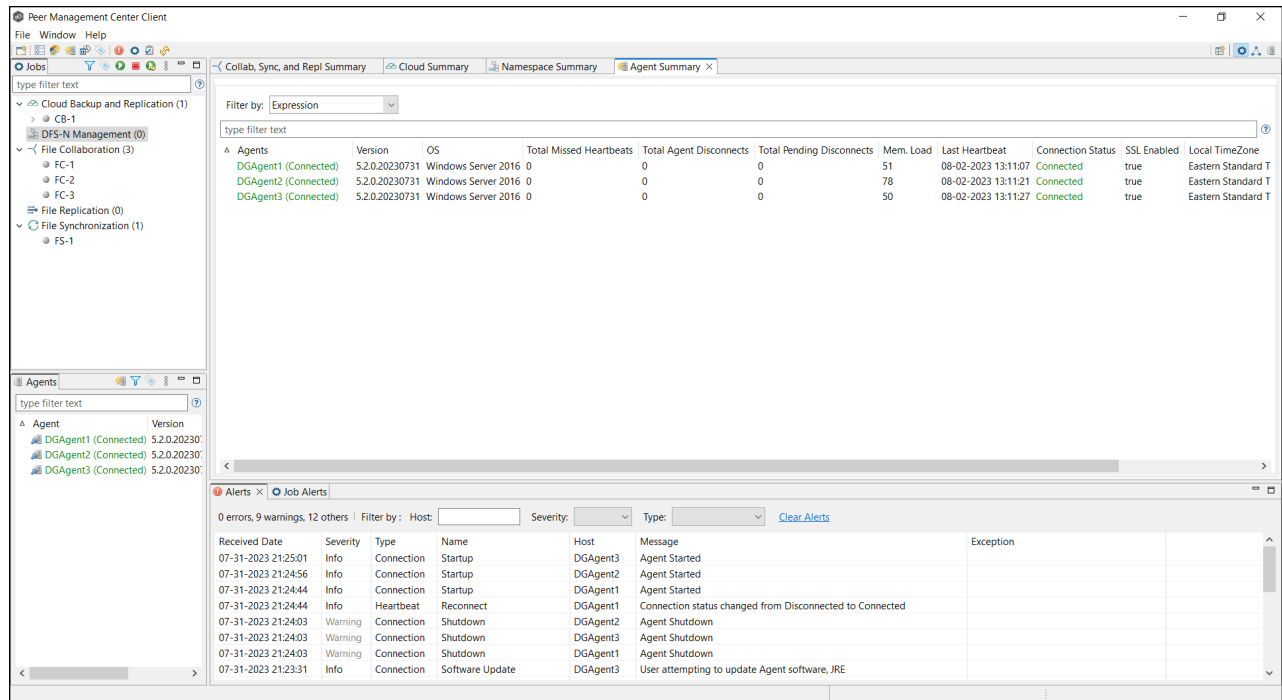 Peer Management Center Client
File Window Help
Jobs
type filter text
Cloud Backup and Replication (1)
CB-1
DFS-N Management (0)
File Collaboration (3)
FC-1
FC-2
FC-3
File Replication (0)
File Synchronization (1)
FS-1
Agents
type filter text
Agent Version
DGAgent1 (Connected) 5.2.0.20230
DGAgent2 (Connected) 5.2.0.20230
DGAgent3 (Connected) 5.2.0.20230
Collab, Sync, and Repl Summary Cloud Summary Namespace Summary Agent Summary
Filter by: Expression
type filter text
Agents Version OS Total Missed Heartbeats Total Agent Disconnects Total Pending Disconnects Mem. Load Last Heartbeat Connection Status SSL Enabled Local TimeZone
DGAgent1 (Connected) 5.2.0.20230731 Windows Server 2016 0 0 0 51 08-02-2023 13:11:07 Connected true Eastern Standard T
DGAgent2 (Connected) 5.2.0.20230731 Windows Server 2016 0 0 0 78 08-02-2023 13:11:21 Connected true Eastern Standard T
DGAgent3 (Connected) 5.2.0.20230731 Windows Server 2016 0 0 0 50 08-02-2023 13:11:27 Connected true Eastern Standard T
Alerts Job Alerts
0 errors, 9 warnings, 12 others Filter by : Host: Severity: Type: Clear Alerts
Received Date Severity Type Name Host Message Exception
07-31-2023 21:25:01 Info Connection Startup DGAgent3 Agent Started
07-31-2023 21:24:56 Info Connection Startup DGAgent2 Agent Started
07-31-2023 21:24:44 Info Connection Startup DGAgent1 Agent Started
07-31-2023 21:24:44 Info Heartbeat Reconnect DGAgent1 Connection status changed from Disconnected to Connected
07-31-2023 21:24:03 Warning Connection Shutdown DGAgent2 Agent Shutdown
07-31-2023 21:24:03 Warning Connection Shutdown DGAgent3 Agent Shutdown
07-31-2023 21:24:03 Warning Connection Shutdown DGAgent1 Agent Shutdown
07-31-2023 21:23:31 Info Connection Software Update DGAgent3 User attempting to update Agent software, JRE